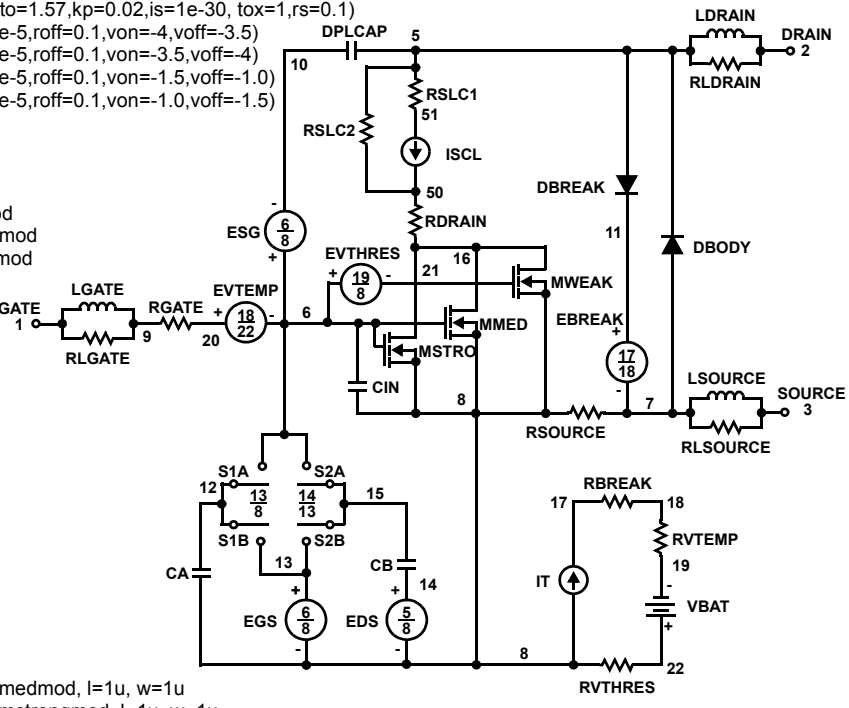 to=1.57,kp=0.02,is=1e-30, tox=1,rs=0.1)
e-5,roff=0.1,von=-4,voff=-3.5)
e-5,roff=0.1,von=-3.5,voff=-4)
e-5,roff=0.1,von=-1.5,voff=-1.0)
e-5,roff=0.1,von=-1.0,voff=-1.5)
d
mod
mod
LDRAIN
DPLCAP
5
DRAIN
2
10
RLDRAIN
RSLC1
51
RSLC2
ISCL
50
DBREAK
-
RDRAIN
ESG
6
8
+
11
DBODY
EVTHRES
16
21
+
19
8
-
MWEAK
LGATE
EVTEMP
GATE
1
RGATE
+
18
22
-
6
MMED
EBREAK
+
9
20
MSTRO
17
18
RLGATE
-
LSOURCE
CIN
8
7
SOURCE
3
RSOURCE
RLSOURCE
S1A
S2A
RBREAK
12
13
8
14
13
15
17
18
S1B
S2B
RVTEMP
13
CB
19
CA
14
IT
-
+
+
VBAT
EGS
6
8
EDS
5
8
+
-
-
8
22
RVTHRES
medmod, l=1u, w=1u